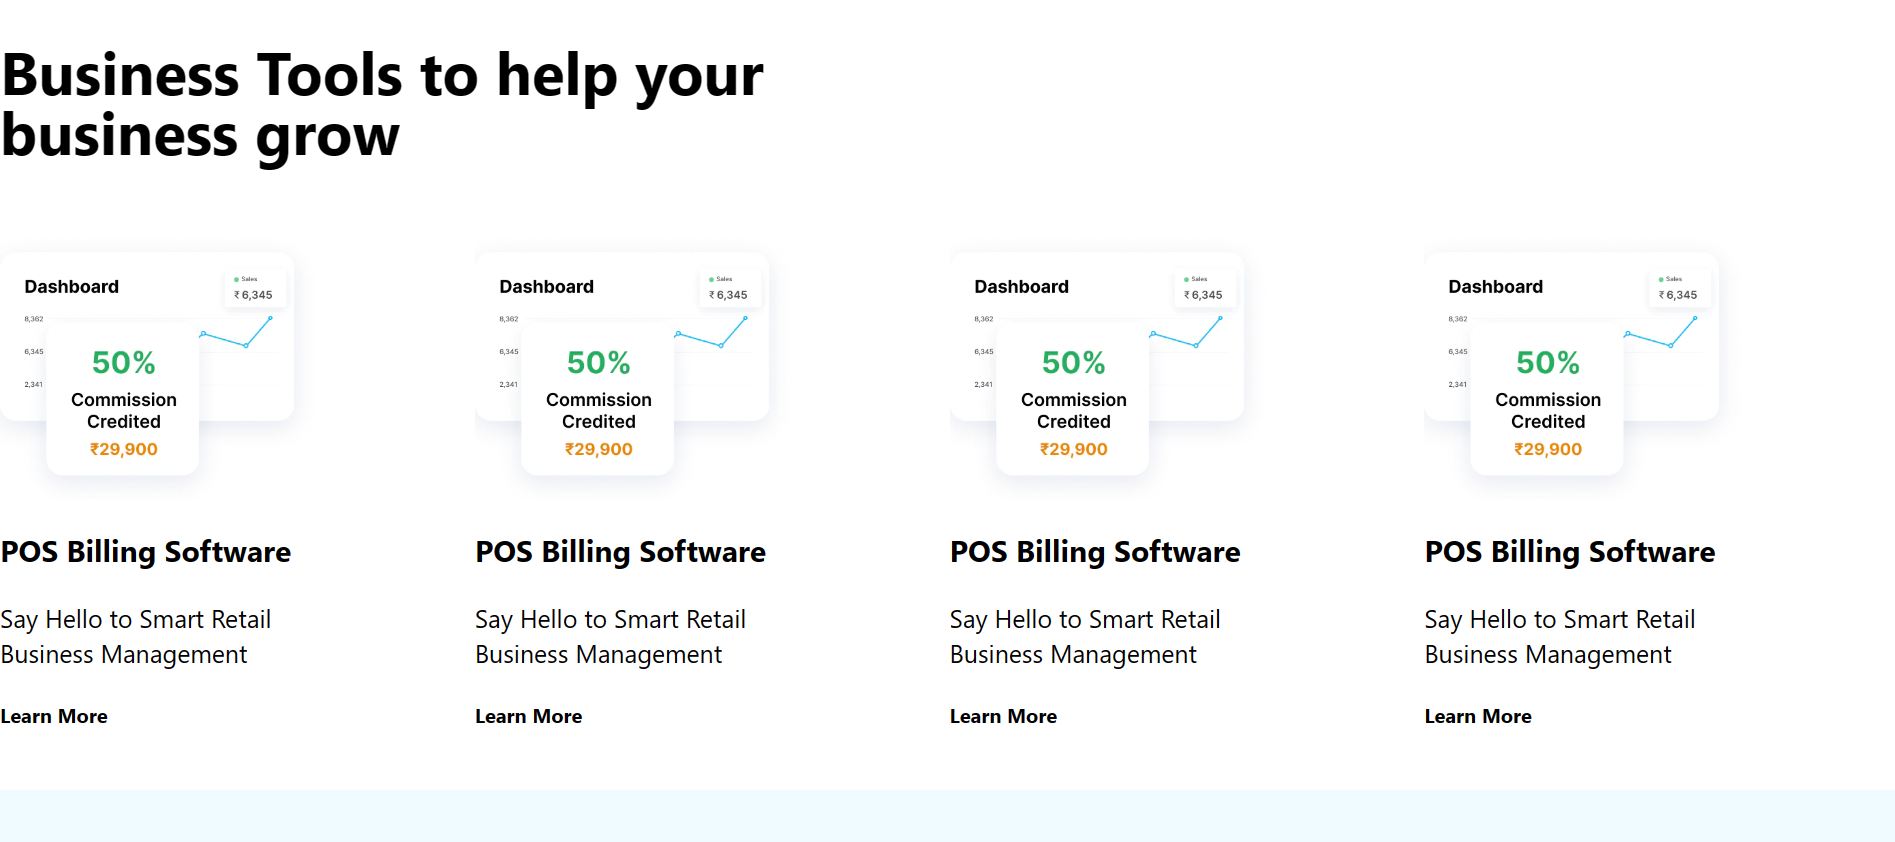 Business Tools to help your
business grow
Dashboard
Sales
₹ 6,345
8,362
6,345
2,341
50%
Commission
Credited
₹29,900
POS Billing Software
Say Hello to Smart Retail
Business Management
Learn More
Dashboard
Sales
₹ 6,345
8,362
6,345
2,341
50%
Commission
Credited
₹29,900
POS Billing Software
Say Hello to Smart Retail
Business Management
Learn More
Dashboard
Sales
₹ 6,345
8,362
6,345
2,341
50%
Commission
Credited
₹29,900
POS Billing Software
Say Hello to Smart Retail
Business Management
Learn More
Dashboard
Sales
₹ 6,345
8,362
6,345
2,341
50%
Commission
Credited
₹29,900
POS Billing Software
Say Hello to Smart Retail
Business Management
Learn More